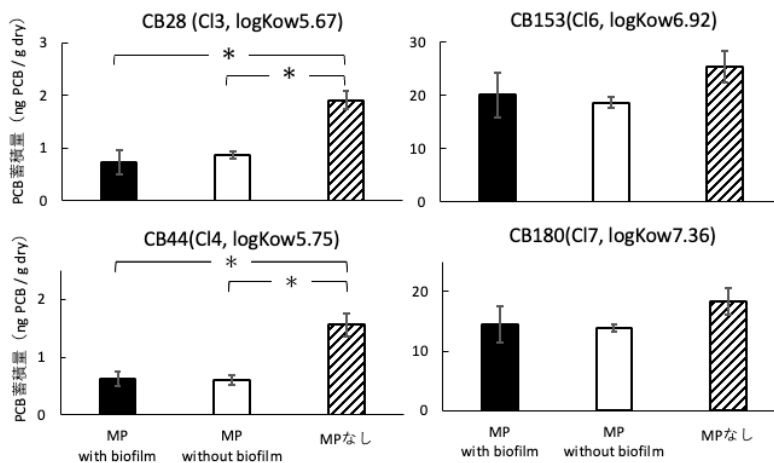 CB28 (Cl3, logKow5.67)
PCB蓄積量（ng PCB / g dry）
3
2
1
0
*
*
CB153(Cl6, logKow6.92)
30
20
10
0
CB44(Cl4, logKow5.75)
PCB蓄積量（ng PCB / g dry）
2
1
0
*
*
MP
with biofilm
MP
without biofilm
MPなし
CB180(Cl7, logKow7.36)
20
10
0
MP
with biofilm
MP
without biofilm
MPなし